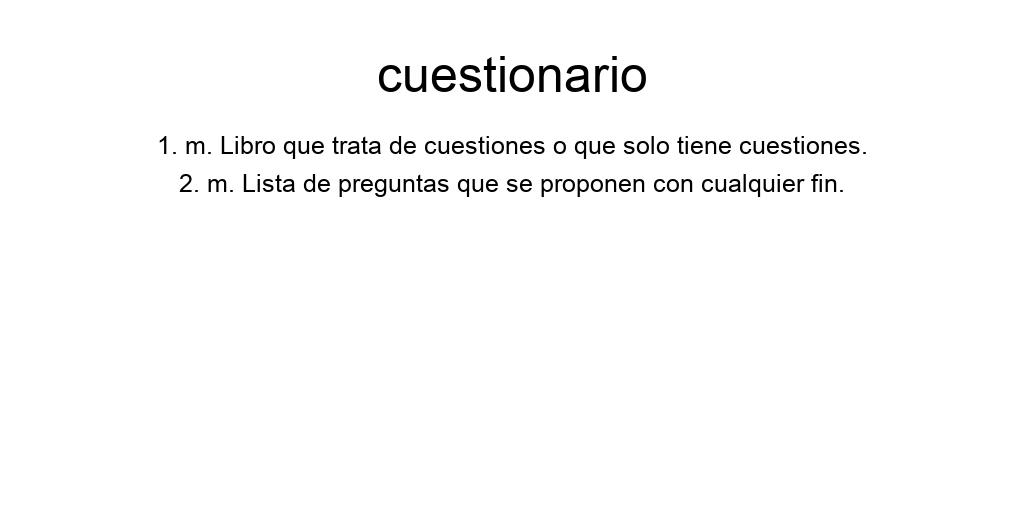 cuestionario
1. m. Libro que trata de cuestiones o que solo tiene cuestiones.
2. m. Lista de preguntas que se proponen con cualquier fin.